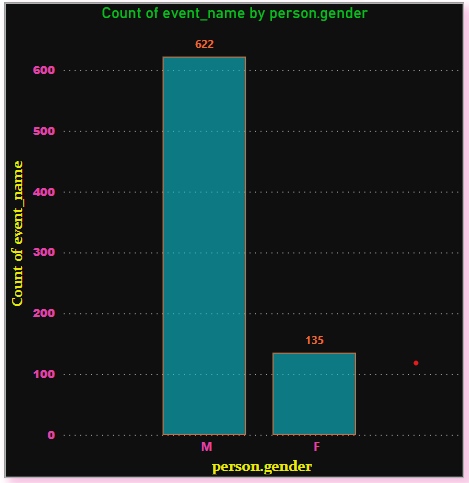 Count of event_name by person.gender
622
600
500
400
300
200
135
100
0
Count of event_name
M
F
person.gender